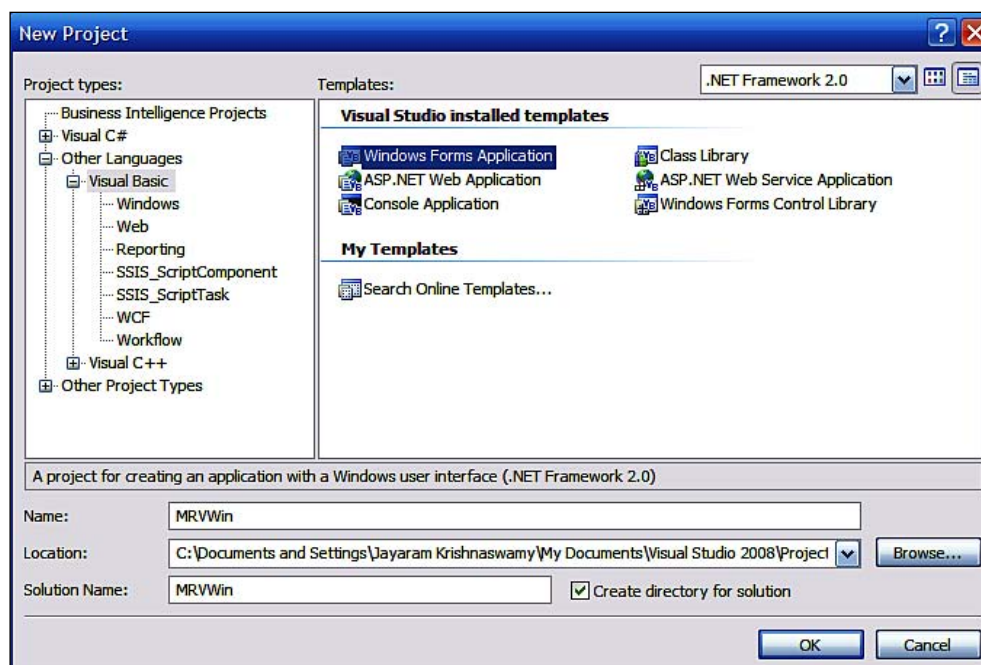 New Project
Project types:
Templates:
.NET Framework 2.0
Business Intelligence Projects
Visual C#
Other Languages
Visual Basic
Windows
Web
Reporting
SSIS_ScriptComponent
SSIS_ScriptTask
WCF
Workflow
Visual C++
Other Project Types
Visual Studio installed templates
Windows Forms Application
Class Library
ASP.NET Web Application
ASP.NET Web Service Application
Console Application
Windows Forms Control Library
My Templates
Search Online Templates...
A project for creating an application with a Windows user interface (.NET Framework 2.0)
Name:
MRVWin
Location:
C:\Documents and Settings\Jayaram Krishnaswamy\My Documents\Visual Studio 2008\Project
Browse...
Solution Name:
MRVWin
Create directory for solution
OK
Cancel